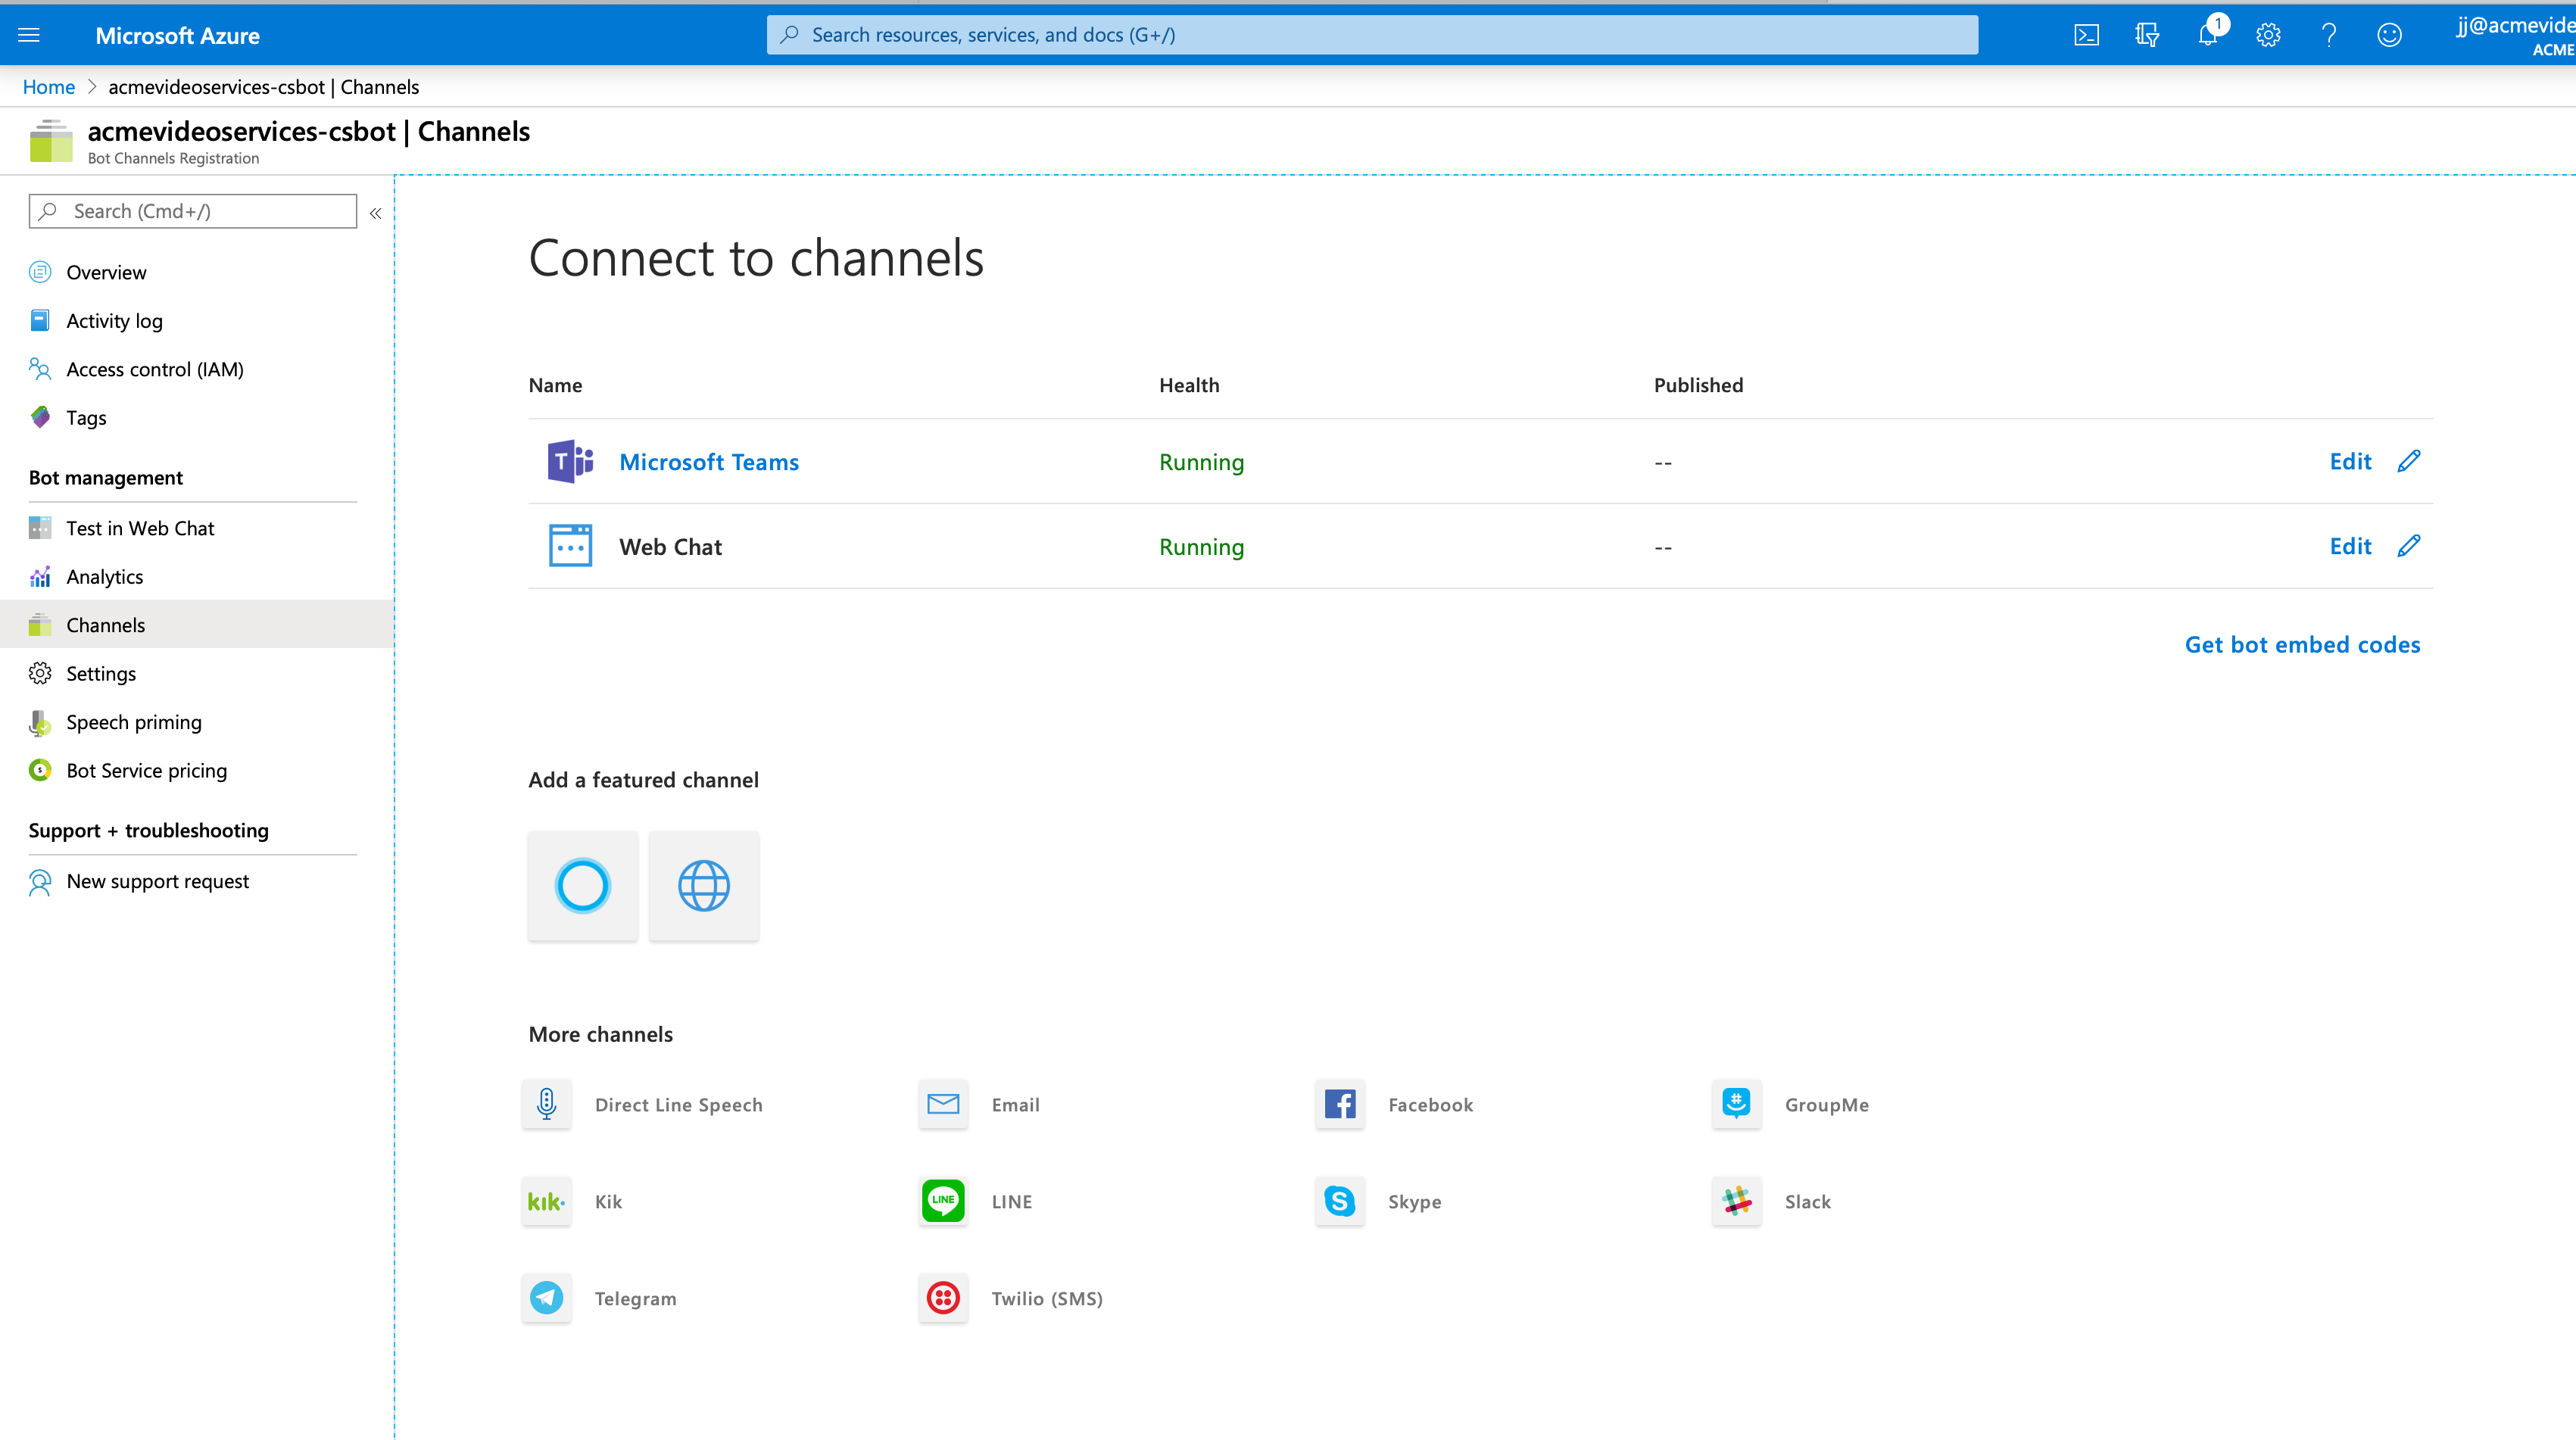 Microsoft Azure
Search resources, services, and docs (G+/)
1
jj@acmevide
ACME
Home > acmevideoservices-csbot | Channels
acmevideoservices-csbot | Channels
Bot Channels Registration
Search (Cmd+/)
«
Overview
Activity log
Access control (IAM)
Tags
Bot management
Test in Web Chat
Analytics
Channels
Settings
Speech priming
Bot Service pricing
Support + troubleshooting
New support request
Connect to channels
Name Health Published
Microsoft Teams Running -- Edit
Web Chat Running -- Edit
Get bot embed codes
Add a featured channel
More channels
Direct Line Speech Email Facebook GroupMe
kik. Kik LINE LINE Skype Slack
Telegram Twilio (SMS)